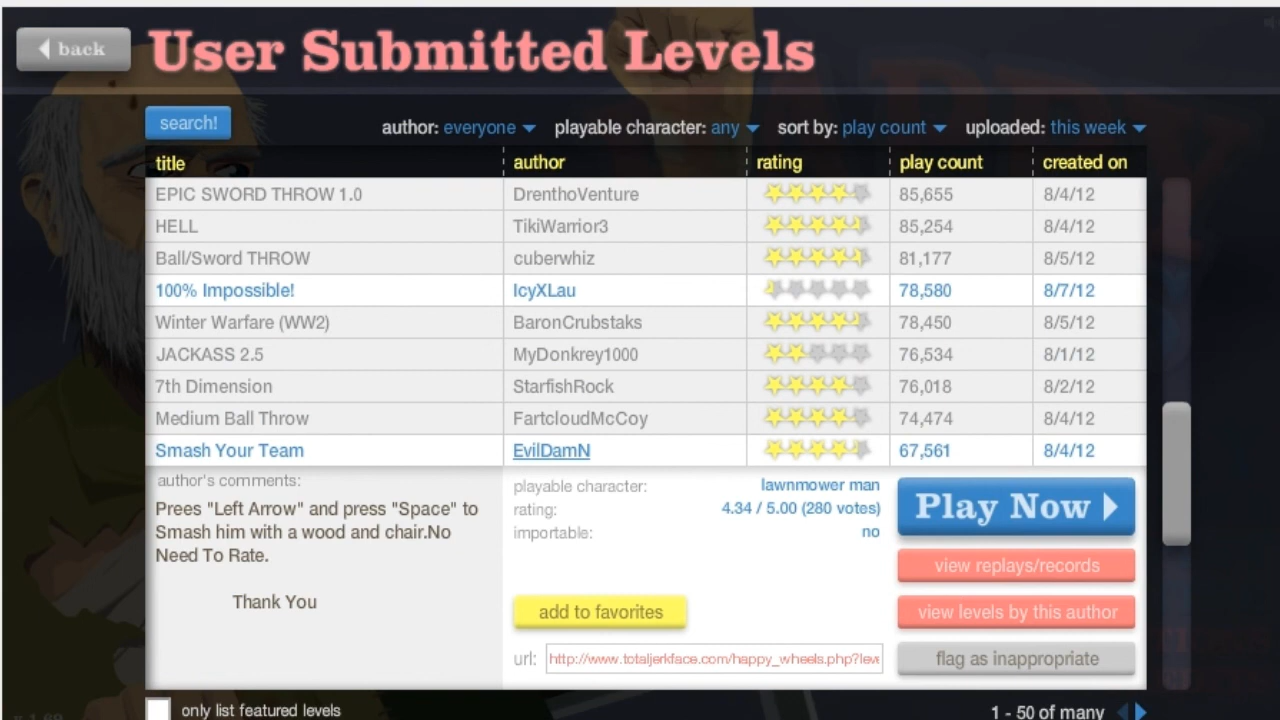 back
User Submitted Levels
search!
author: everyone playable character: any sort by: play count uploaded: this week
title author rating play count created on
EPIC SWORD THROW 1.0 DrenthoVenture 85,655 8/4/12
HELL TikiWarrior3 85,254 8/4/12
Ball/Sword THROW cuberwhiz 81,177 8/5/12
100% Impossible! IcyXLau 78,580 8/7/12
Winter Warfare (WW2) BaronCrubstaks 78,450 8/5/12
JACKASS 2.5 MyDonkrey1000 76,534 8/1/12
7th Dimension StarfishRock 76,018 8/2/12
Medium Ball Throw FartcloudMcCoy 74,474 8/4/12
Smash Your Team EvilDamN 67,561 8/4/12
author's comments:
Prees "Left Arrow" and press "Space" to
Smash him with a wood and chair.No
Need To Rate.
Thank You
playable character: lawnmower man
rating: 4.34 / 5.00 (280 votes)
importable: no
add to favorites
url: http://www.totaljerkface.com/happy_wheels.php?leve
Play Now
view replays/records
view levels by this author
flag as inappropriate
only list featured levels
1 - 50 of many